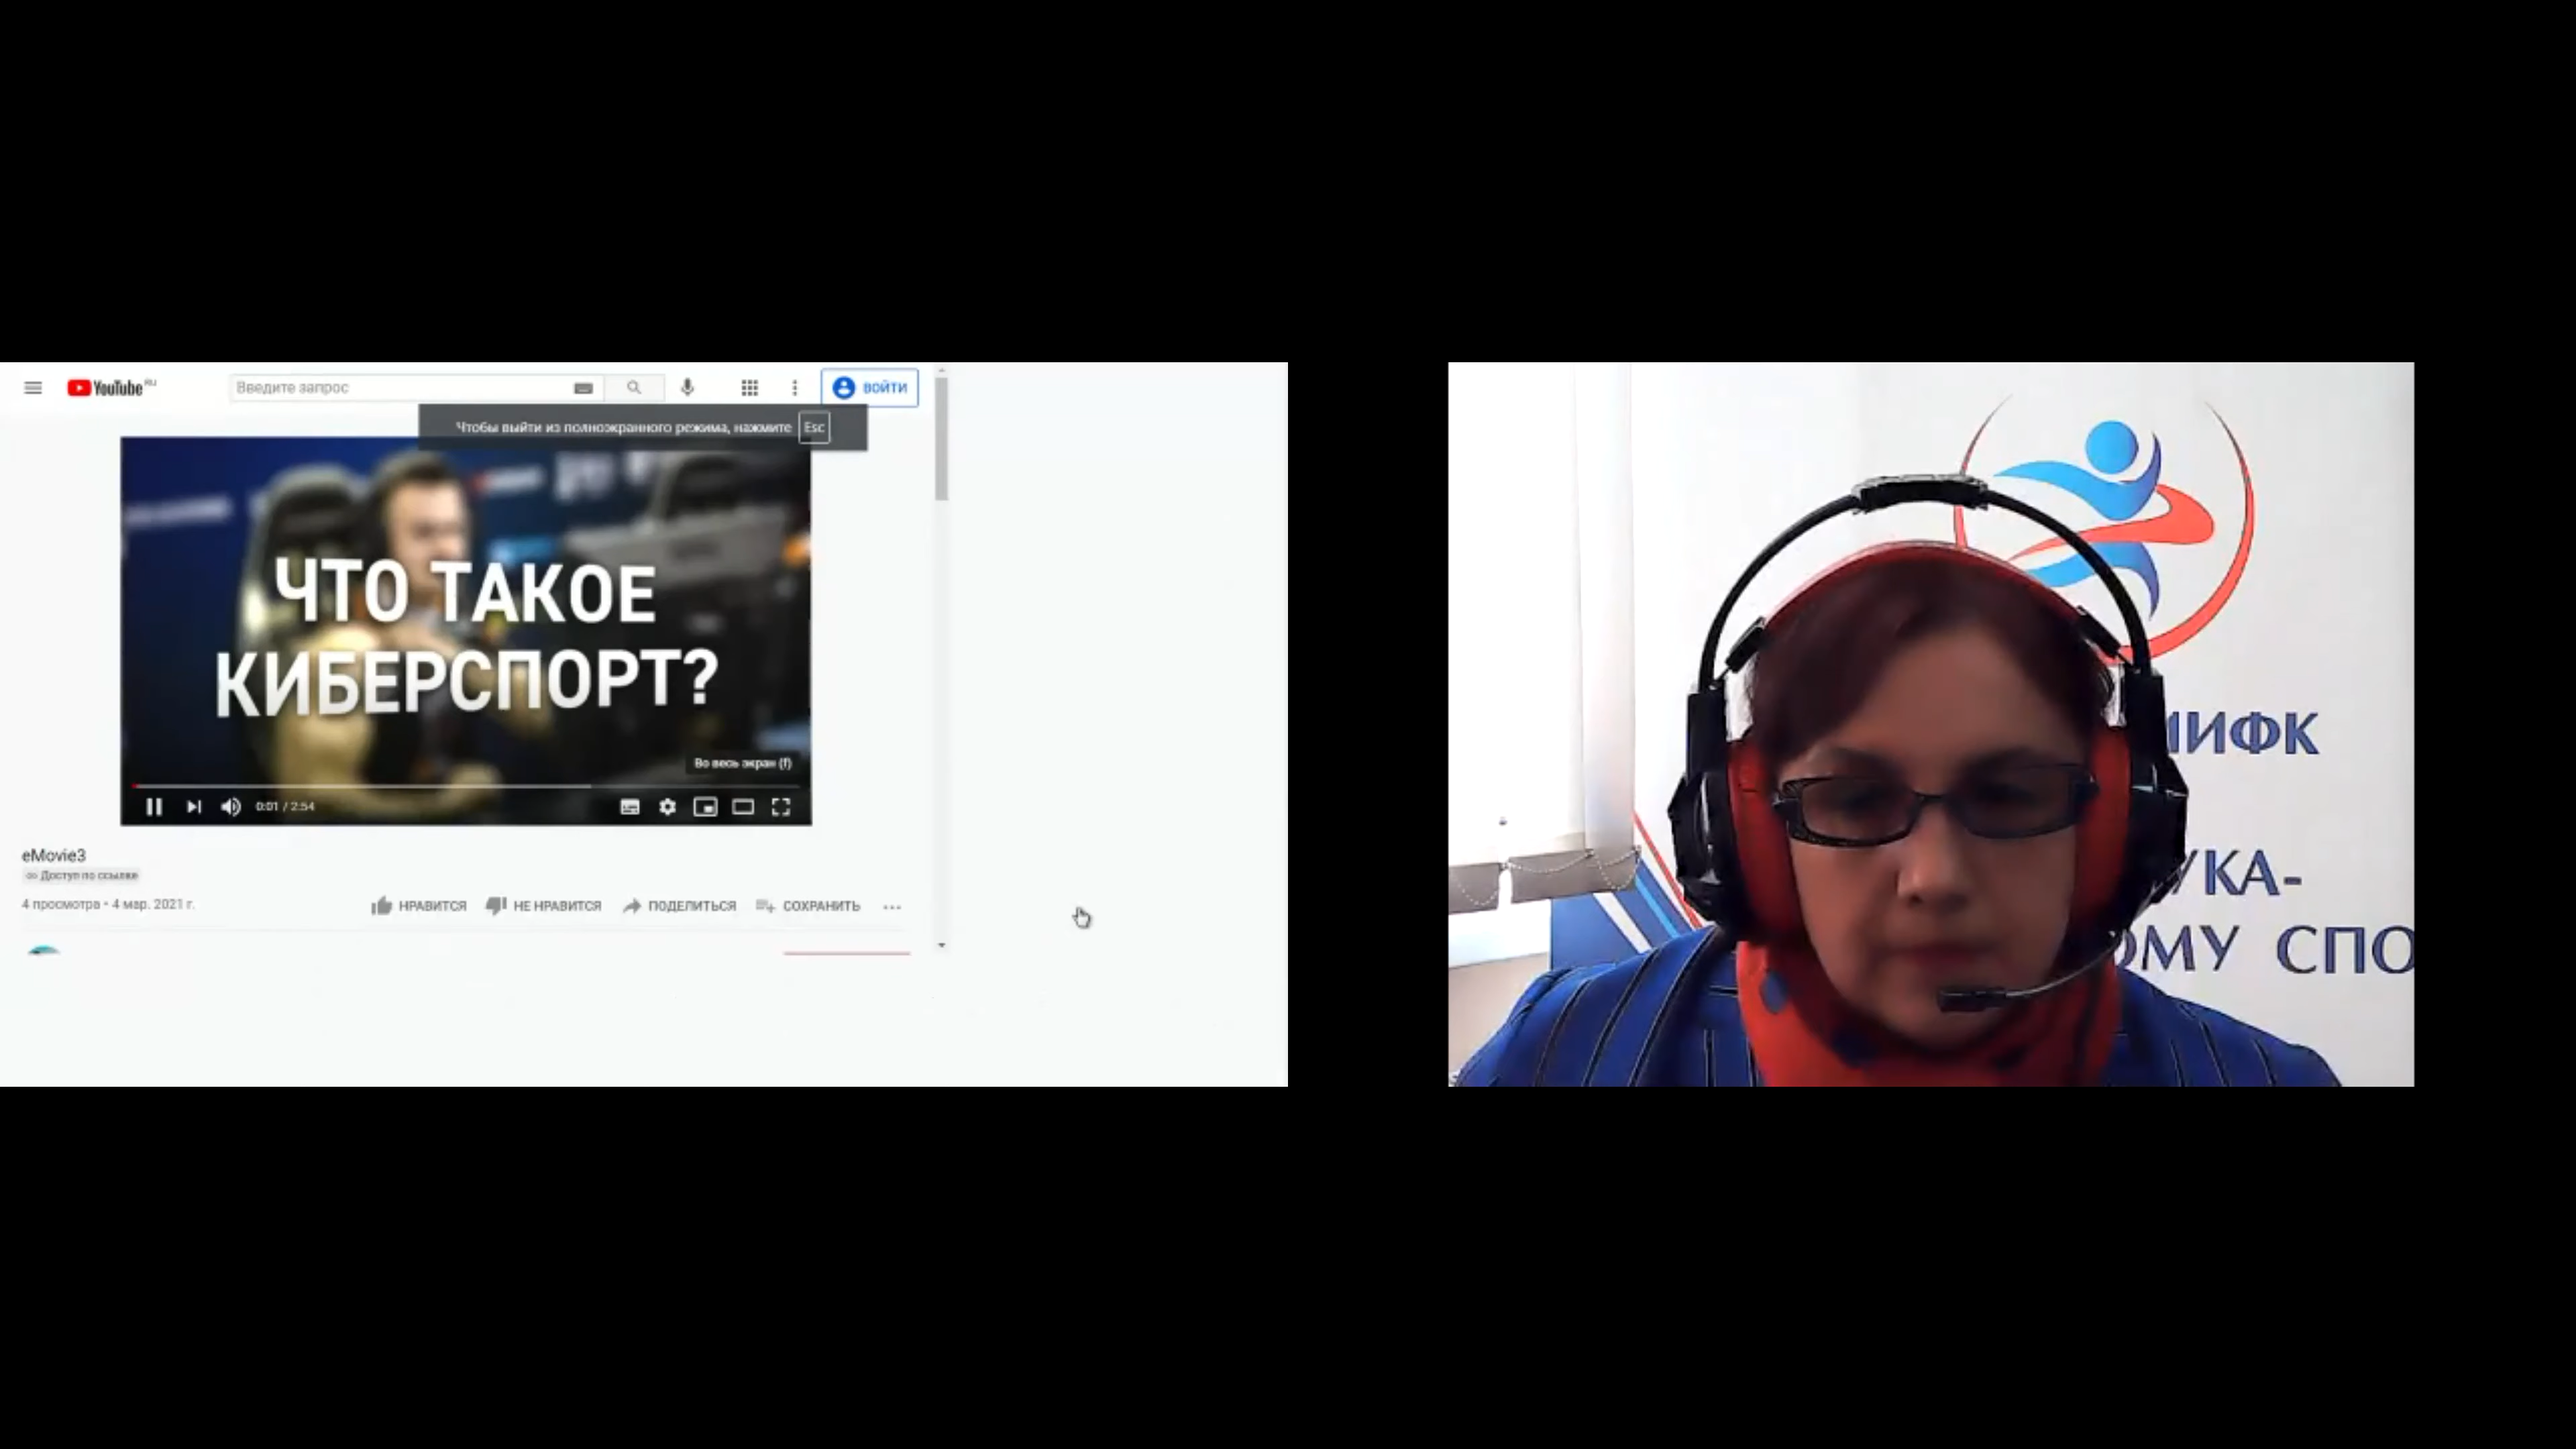 YouTube RU
Введите запрос
ВОЙТИ
Чтобы выйти из полноэкранного режима, нажмите Esc
ЧТО ТАКОЕ
КИБЕРСПОРТ?
Во весь экран (f)
0:01 / 2:54
eMovie3
Доступ по ссылке
4 просмотра • 4 мар. 2021 г.
НРАВИТСЯ
НЕ НРАВИТСЯ
ПОДЕЛИТЬСЯ
СОХРАНИТЬ
ИФК
УКА-
ОМУ СПО